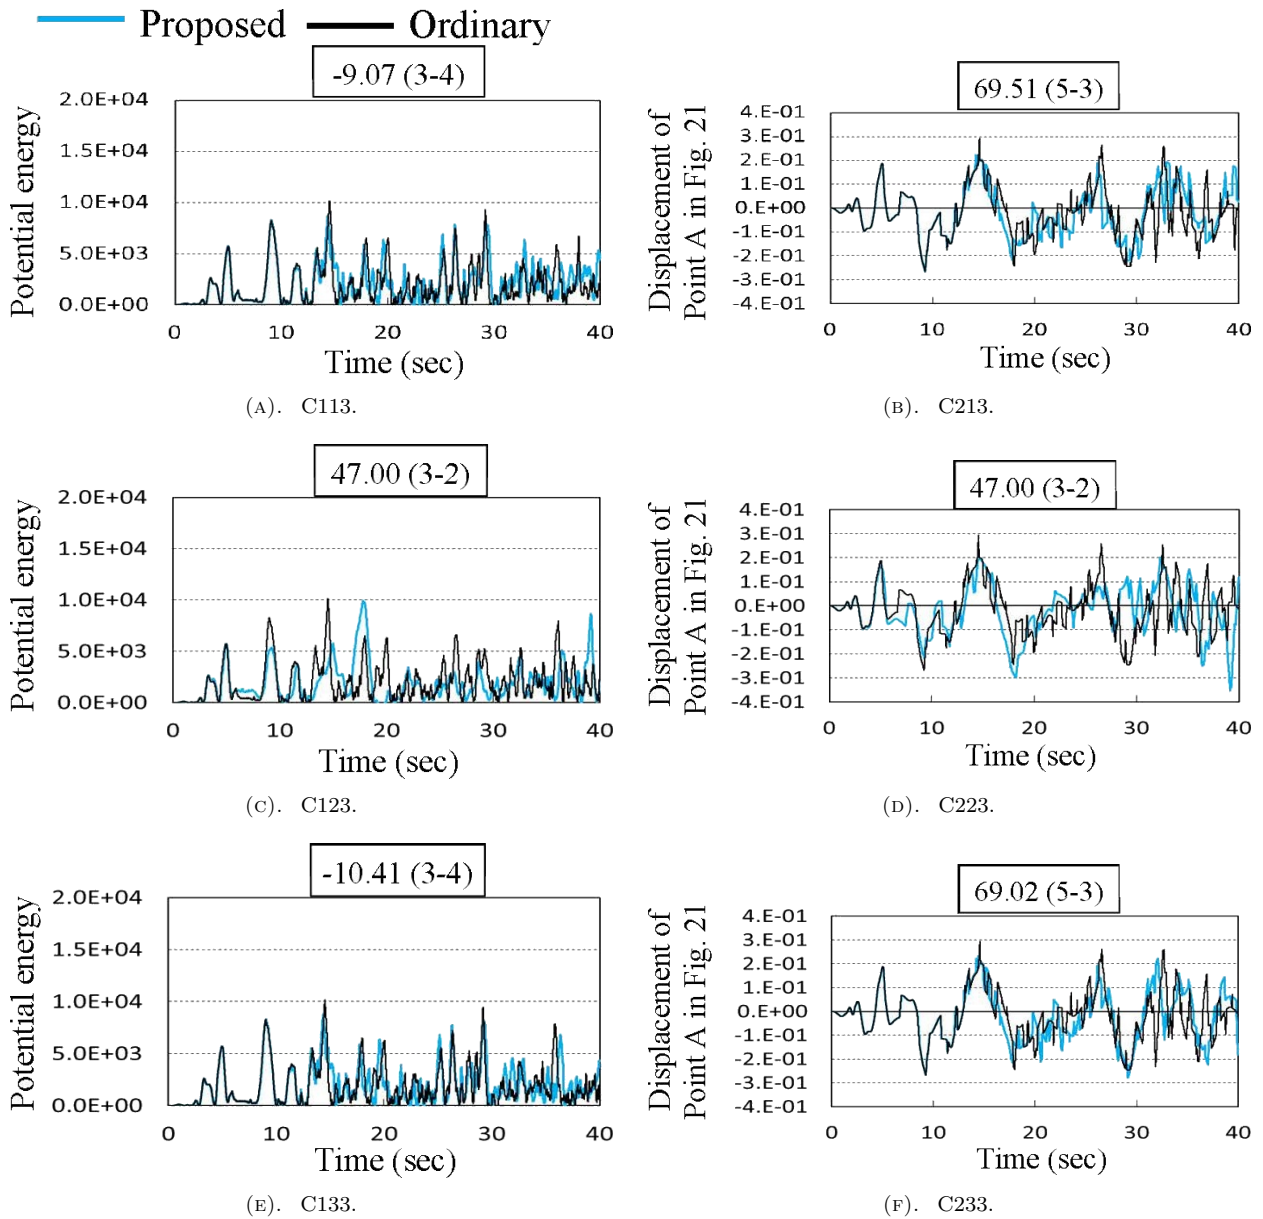 Proposed Ordinary
-9.07 (3-4)
Potential energy
2.0E+04
1.5E+04
1.0E+04
5.0E+03
0.0E+00
0 10 20 30 40
Time (sec)
(A). C113.
69.51 (5-3)
Displacement of
Point A in Fig. 21
4.E-01
3.E-01
2.E-01
1.E-01
0.E+00
-1.E-01
-2.E-01
-3.E-01
-4.E-01
0 10 20 30 40
Time (sec)
(B). C213.
47.00 (3-2)
Potential energy
2.0E+04
1.5E+04
1.0E+04
5.0E+03
0.0E+00
0 10 20 30 40
Time (sec)
(C). C123.
47.00 (3-2)
Displacement of
Point A in Fig. 21
4.E-01
3.E-01
2.E-01
1.E-01
0.E+00
-1.E-01
-2.E-01
-3.E-01
-4.E-01
0 10 20 30 40
Time (sec)
(D). C223.
-10.41 (3-4)
Potential energy
2.0E+04
1.5E+04
1.0E+04
5.0E+03
0.0E+00
0 10 20 30 40
Time (sec)
(E). C133.
69.02 (5-3)
Displacement of
Point A in Fig. 21
4.E-01
3.E-01
2.E-01
1.E-01
0.E+00
-1.E-01
-2.E-01
-3.E-01
-4.E-01
0 10 20 30 40
Time (sec)
(F). C233.